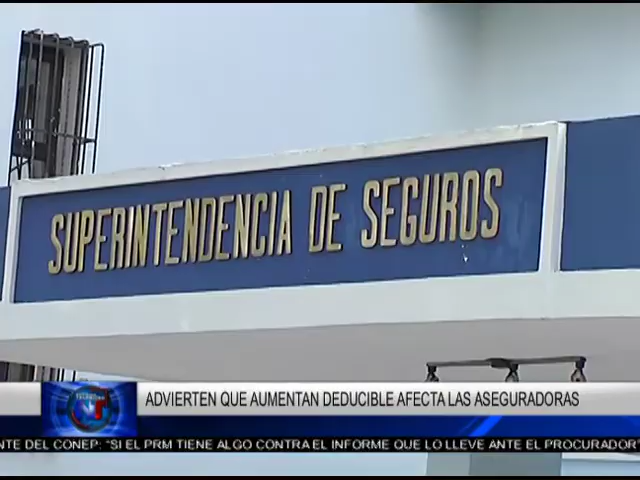 SUPERINTENDENCIA DE SEGUROS
ADVIERTEN QUE AUMENTAN DEDUCIBLE AFECTA LAS ASEGURADORAS
NTE DEL CONEP: "SI EL PRM TIENE ALGO CONTRA EL INFORME QUE LO LLEVE ANTE EL PROCURADOR"